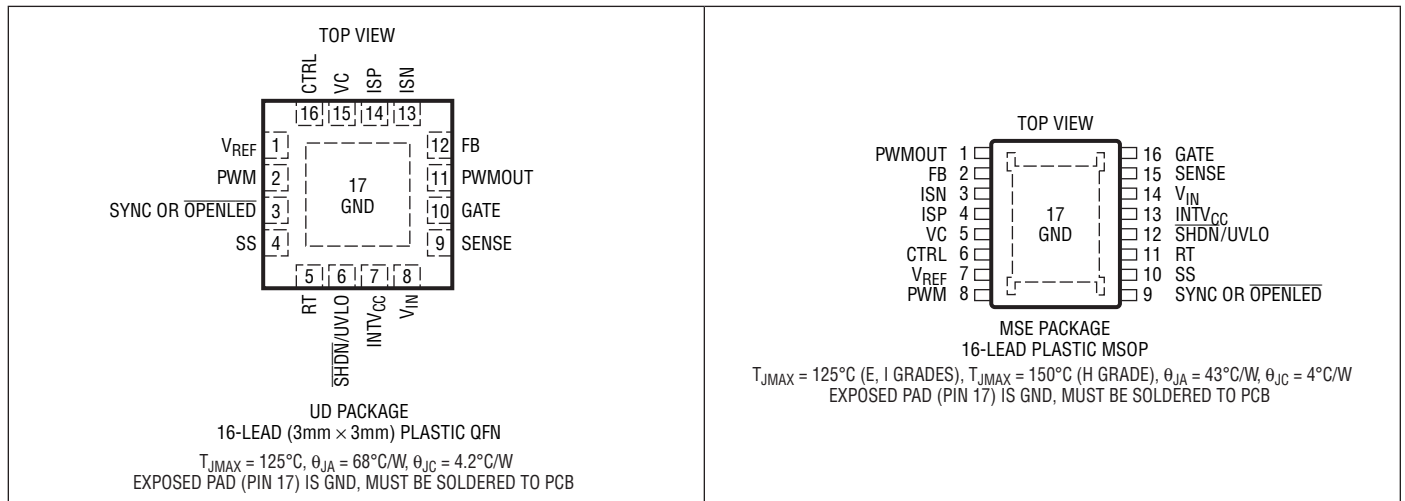 TOP VIEW
CTRL
VC
ISP
ISN
16 15 14 13
VREF 1
PWM 2
SYNC OR OPENLED 3
SS 4
12 FB
11 PWMOUT
10 GATE
9 SENSE
17
GND
5 6 7 8
RT
SHDN/UVLO
INTVCC
VIN
UD PACKAGE
16-LEAD (3mm × 3mm) PLASTIC QFN
TJMAX = 125°C, θJA = 68°C/W, θJC = 4.2°C/W
EXPOSED PAD (PIN 17) IS GND, MUST BE SOLDERED TO PCB
TOP VIEW
PWMOUT 1
FB 2
ISN 3
ISP 4
VC 5
CTRL 6
VREF 7
PWM 8
17
GND
16 GATE
15 SENSE
14 VIN
13 INTVCC
12 SHDN/UVLO
11 RT
10 SS
9 SYNC OR OPENLED
MSE PACKAGE
16-LEAD PLASTIC MSOP
TJMAX = 125°C (E, I GRADES), TJMAX = 150°C (H GRADE), θJA = 43°C/W, θJC = 4°C/W
EXPOSED PAD (PIN 17) IS GND, MUST BE SOLDERED TO PCB